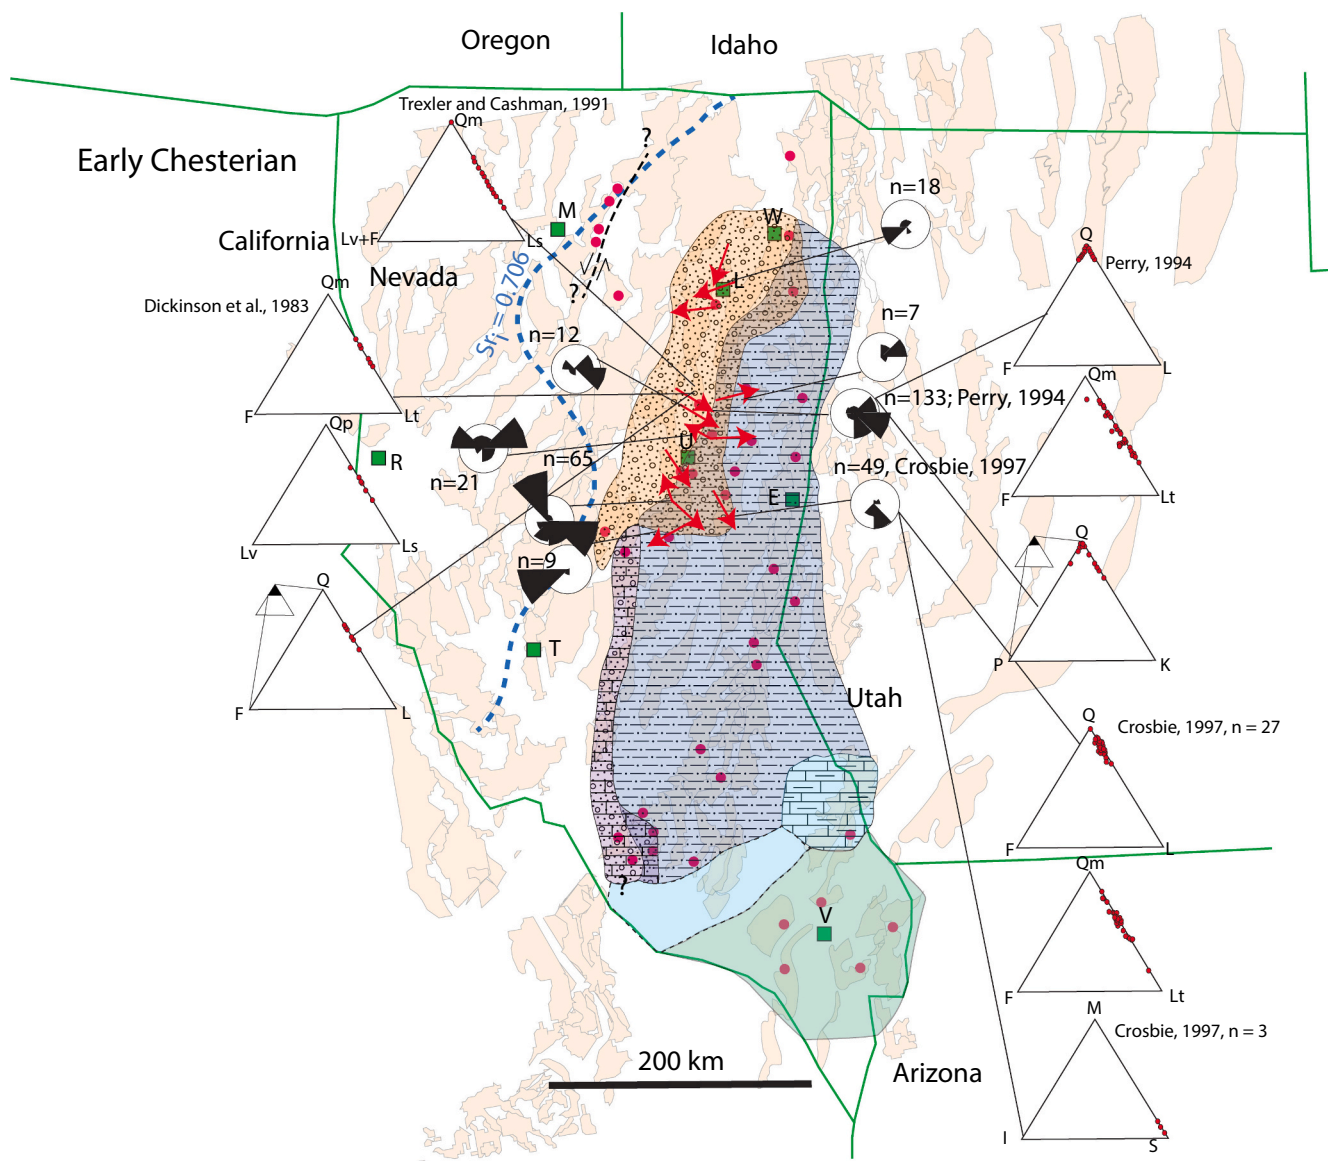 Oregon
Idaho
Trexler and Cashman, 1991
Qm
?
Early Chesterian
n=18
W
M
California
Lv+F
Ls
Q
Perry, 1994
Nevada
Sri = 0.706
L
Qm
?
Dickinson et al., 1983
n=12
n=7
F
L
Qm
n=133; Perry, 1994
F
Lt
Qp
U
R
n=65
n=49, Crosbie, 1997
n=21
E
F
Lt
Lv
Ls
n=9
Q
Q
T
P
K
Utah
F
L
Q
Crosbie, 1997, n = 27
F
L
?
Qm
V
F
Lt
M
Crosbie, 1997, n = 3
200 km
Arizona
I
S